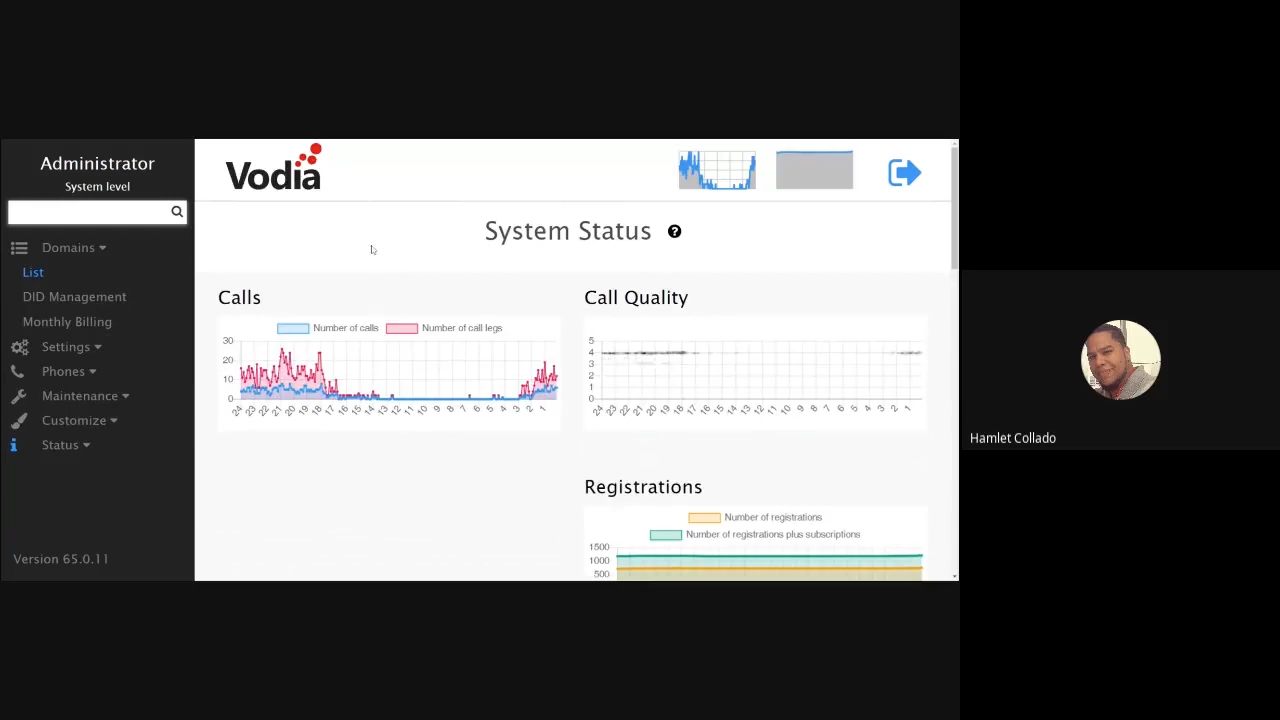 Administrator
System level
Domains
List
DID Management
Monthly Billing
Settings
Phones
Maintenance
Customize
Status
Version 65.0.11
Vodia
System Status ?
Calls
Number of calls Number of call legs
30
20
10
0
24 23 22 21 20 19 18 17 16 15 14 13 12 11 10 9 8 7 6 5 4 3 2 1
Call Quality
5
4
3
2
1
0
24 23 22 21 20 19 18 17 16 15 14 13 12 11 10 9 8 7 6 5 4 3 2 1
Registrations
Number of registrations
Number of registrations plus subscriptions
1500
1000
500
Hamlet Collado